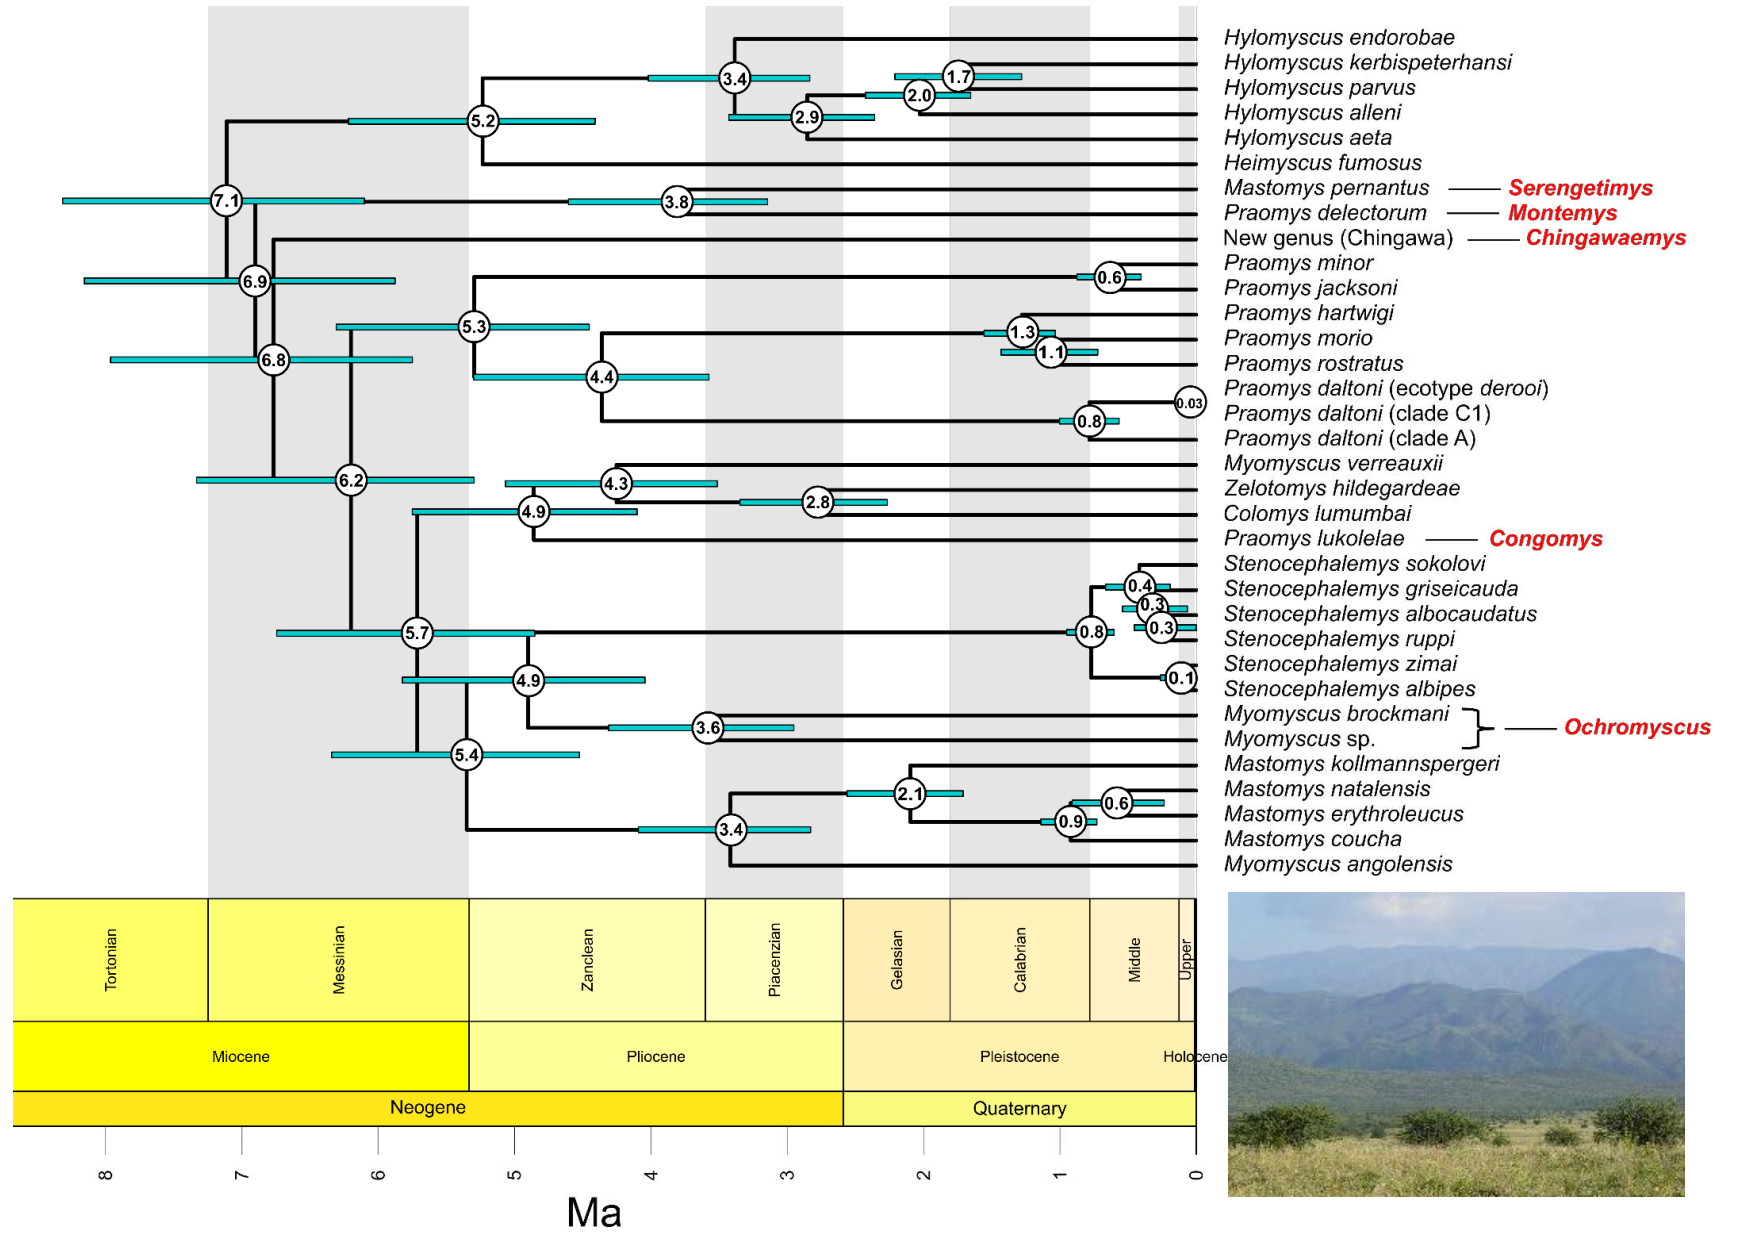 Hylomyscus endorobae
Hylomyscus kerbispeterhansi
Hylomyscus parvus
Hylomyscus alleni
Hylomyscus aeta
Heimyscus fumosus
Mastomys pernantus Serengetimys
Praomys delectorum Montemys
New genus (Chingawa) Chingawaemys
Praomys minor
Praomys jacksoni
Praomys hartwigi
Praomys morio
Praomys rostratus
Praomys daltoni (ecotype derooi)
Praomys daltoni (clade C1)
Praomys daltoni (clade A)
Myomyscus verreauxii
Zelotomys hildegardeae
Colomys lumumbai
Praomys lukolelae Congomys
Stenocephalemys sokolovi
Stenocephalemys griseicauda
Stenocephalemys albocaudatus
Stenocephalemys ruppi
Stenocephalemys zimai
Stenocephalemys albipes
Myomyscus brockmani
Ochromyscus
Myomyscus sp.
Mastomys kollmannspergeri
Mastomys natalensis
Mastomys erythroleucus
Mastomys coucha
Myomyscus angolensis
3.4
1.7
2.0
2.9
5.2
7.1
3.8
6.9
0.6
5.3
1.3
1.1
6.8
4.4
0.03
0.8
6.2
4.3
2.8
4.9
0.4
0.3
0.3
5.7
0.8
4.9
0.1
3.6
5.4
2.1
0.6
0.9
3.4
Tortonian
Messinian
Zanclean
Piacenzian
Gelasian
Calabrian
Middle
Upper
Miocene
Pliocene
Pleistocene
Holocene
Neogene
Quaternary
8 7 6 5 4 3 2 1 0
Ma